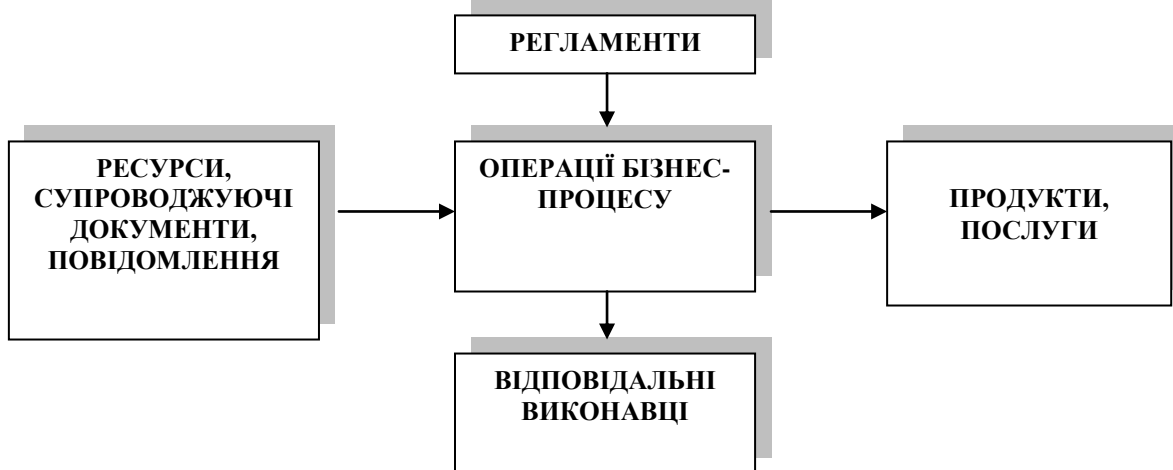 РЕГЛАМЕНТИ
РЕСУРСИ,
СУПРОВОДЖУЮЧІ
ДОКУМЕНТИ,
ПОВІДОМЛЕННЯ
ОПЕРАЦІЇ БІЗНЕС-
ПРОЦЕСУ
ПРОДУКТИ,
ПОСЛУГИ
ВІДПОВІДАЛЬНІ
ВИКОНАВЦІ